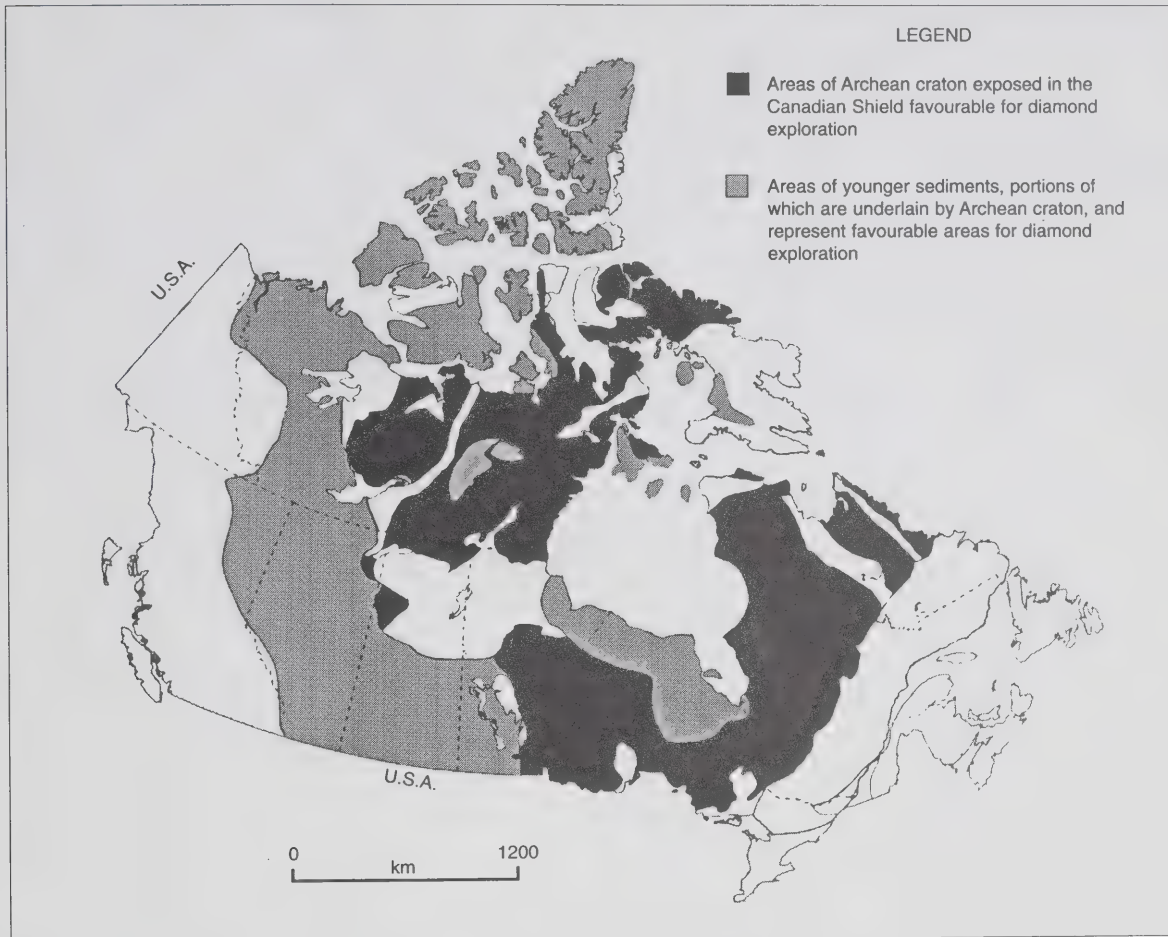 LEGEND
Areas of Archean craton exposed in the
Canadian Shield favourable for diamond
exploration
Areas of younger sediments, portions of
which are underlain by Archean craton, and
represent favourable areas for diamond
exploration
U.S.A.
U.S.A.
0 1200
km